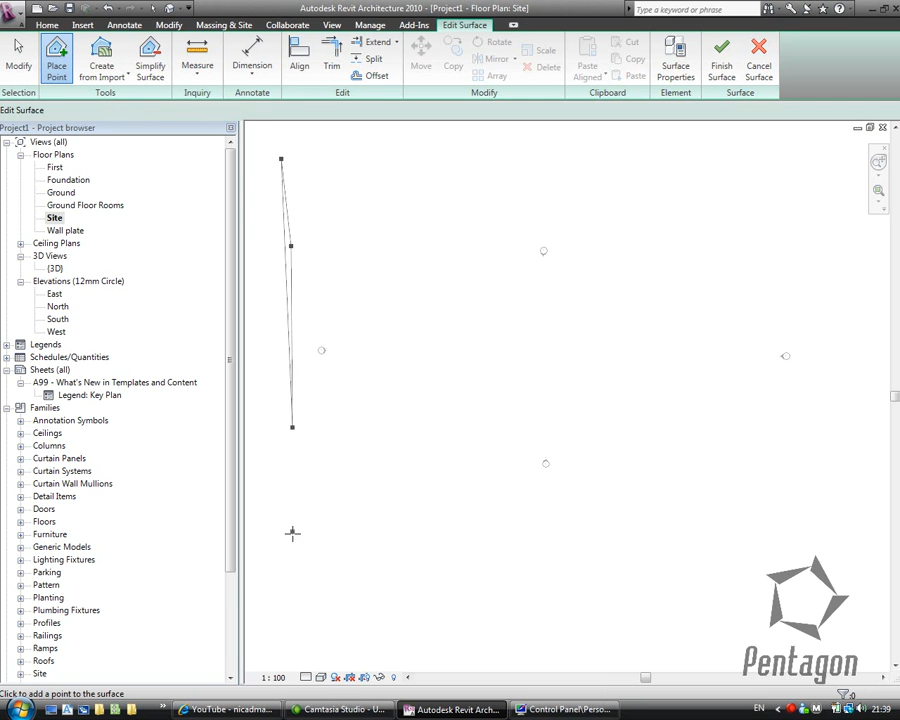 Autodesk Revit Architecture 2010 - [Project1 - Floor Plan: Site]
Type a keyword or phrase
Home Insert Annotate Modify Massing & Site Collaborate View Manage Add-Ins Edit Surface
Modify Place Point Create from Import Simplify Surface Measure Dimension Align Trim Extend Split Offset Move Copy Rotate Mirror Array Scale Delete Paste Aligned Cut Copy Paste Surface Properties Finish Surface Cancel Surface
Selection Tools Inquiry Annotate Edit Modify Clipboard Element Surface
Edit Surface
Project1 - Project browser
Views (all)
Floor Plans
First
Foundation
Ground
Ground Floor Rooms
Site
Wall plate
Ceiling Plans
3D Views
{3D}
Elevations (12mm Circle)
East
North
South
West
Legends
Schedules/Quantities
Sheets (all)
A99 - What's New in Templates and Content
Legend: Key Plan
Families
Annotation Symbols
Ceilings
Columns
Curtain Panels
Curtain Systems
Curtain Wall Mullions
Detail Items
Doors
Floors
Furniture
Generic Models
Lighting Fixtures
Parking
Pattern
Planting
Plumbing Fixtures
Profiles
Railings
Ramps
Roofs
Site
Pentagon
1 : 100
Click to add a point to the surface
:0
YouTube - nicadma... Camtasia Studio - U... Autodesk Revit Arch... Control Panel\Perso... EN 21:39